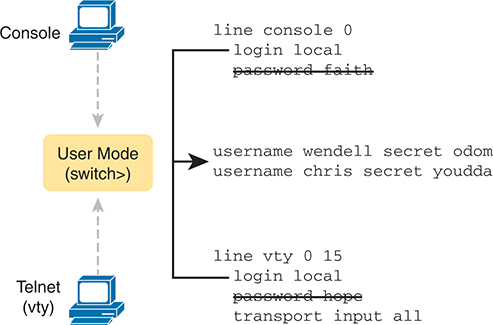 Console
line console 0
login local
password faith
User Mode
(switch>)
username wendell secret odom
username chris secret youdda
line vty 0 15
login local
password hope
transport input all
Telnet
(vty)